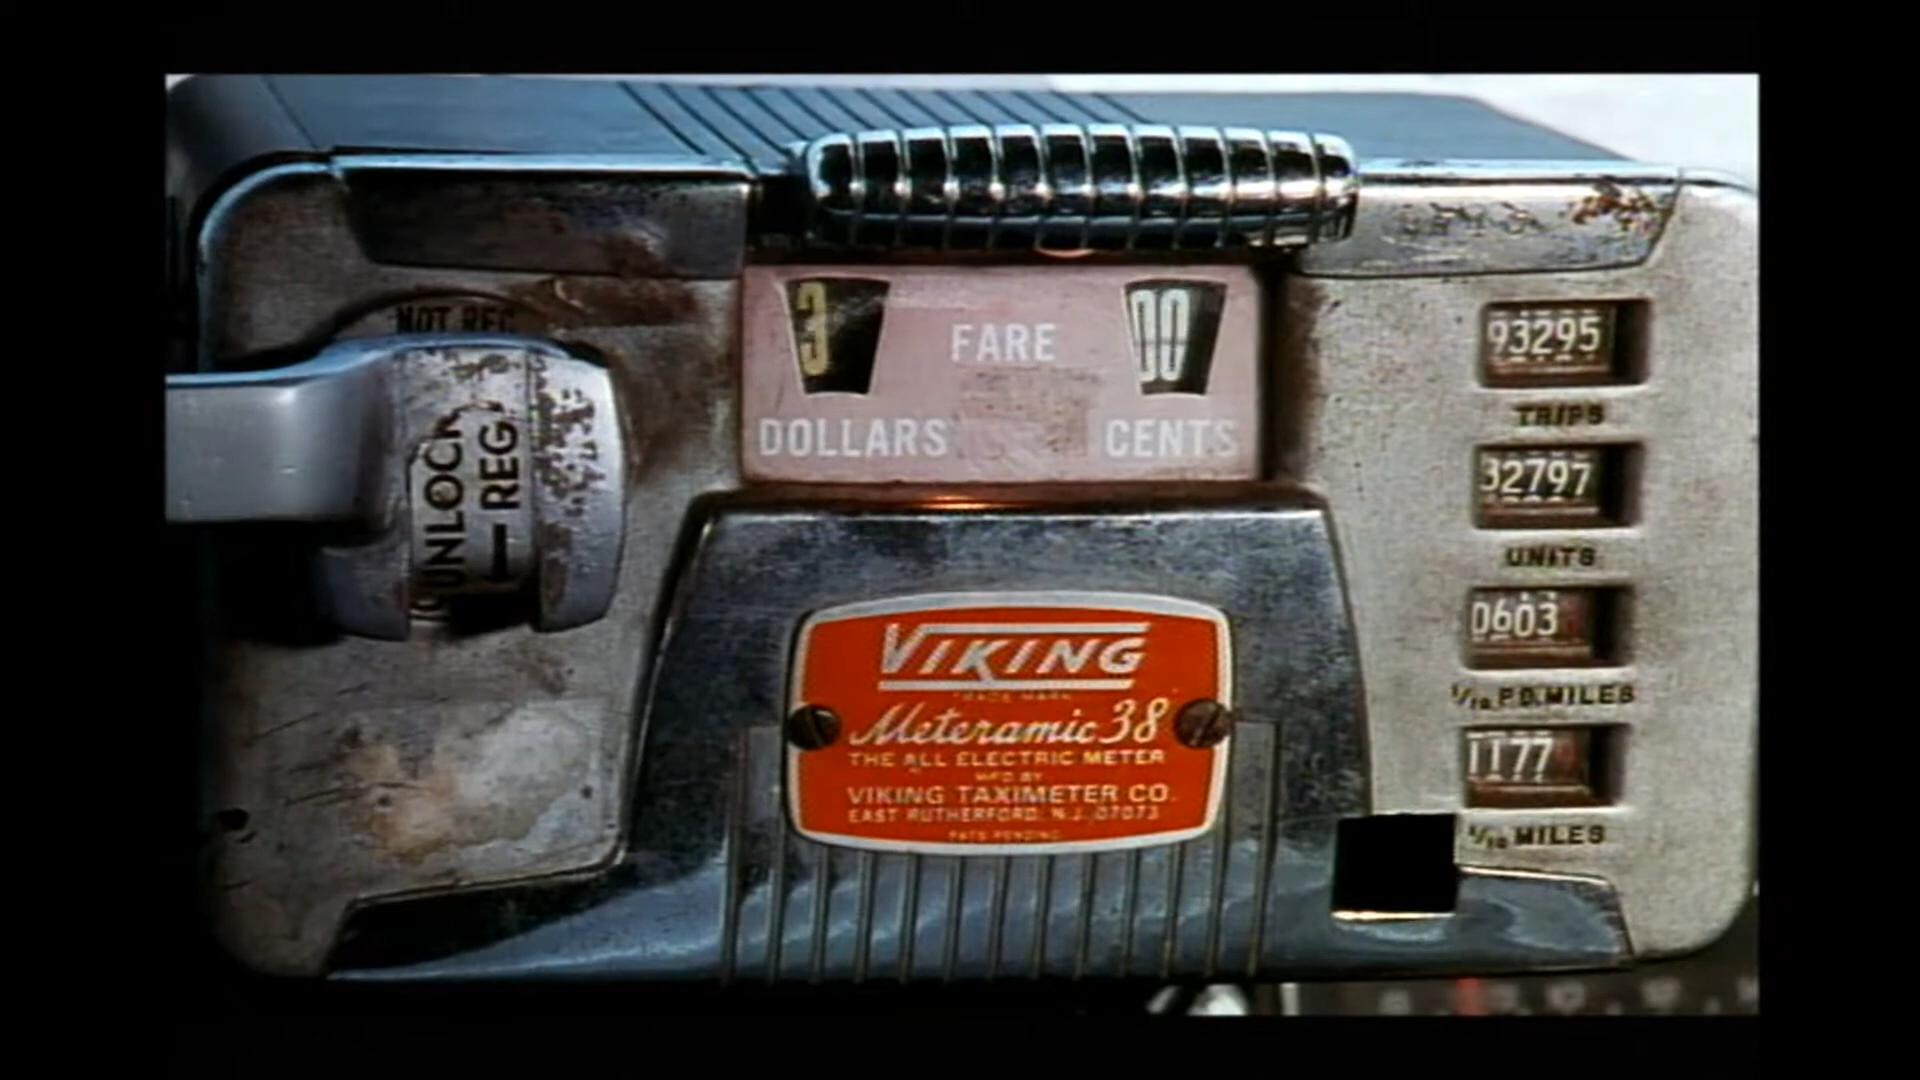 NOT REC
UNLOCK
REG.
3
FARE
00
DOLLARS
CENTS
93295
TRIPS
32797
UNITS
0603
1/10 P.D. MILES
1177
1/10 MILES
VIKING
TRADE MARK
Meteramic 38
THE ALL ELECTRIC METER
MFD BY
VIKING TAXIMETER CO.
EAST RUTHERFORD, N.J. 07073
PATS PENDING